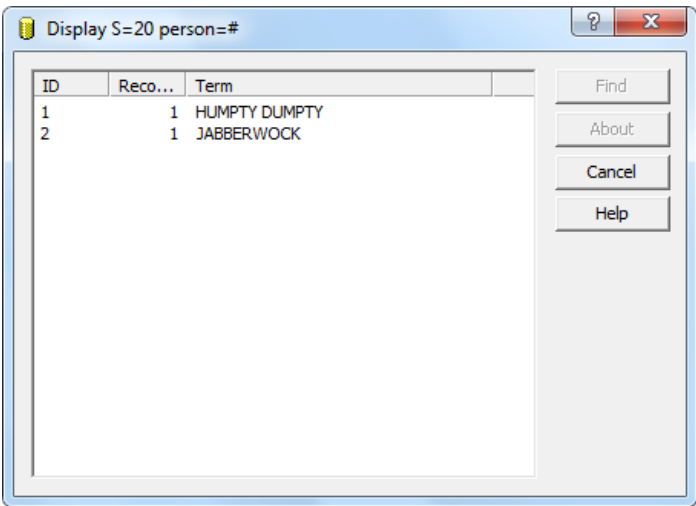 Display S=20 person=#
ID Reco... Term
1 1 HUMPTY DUMPTY
2 1 JABBERWOCK
Find
About
Cancel
Help